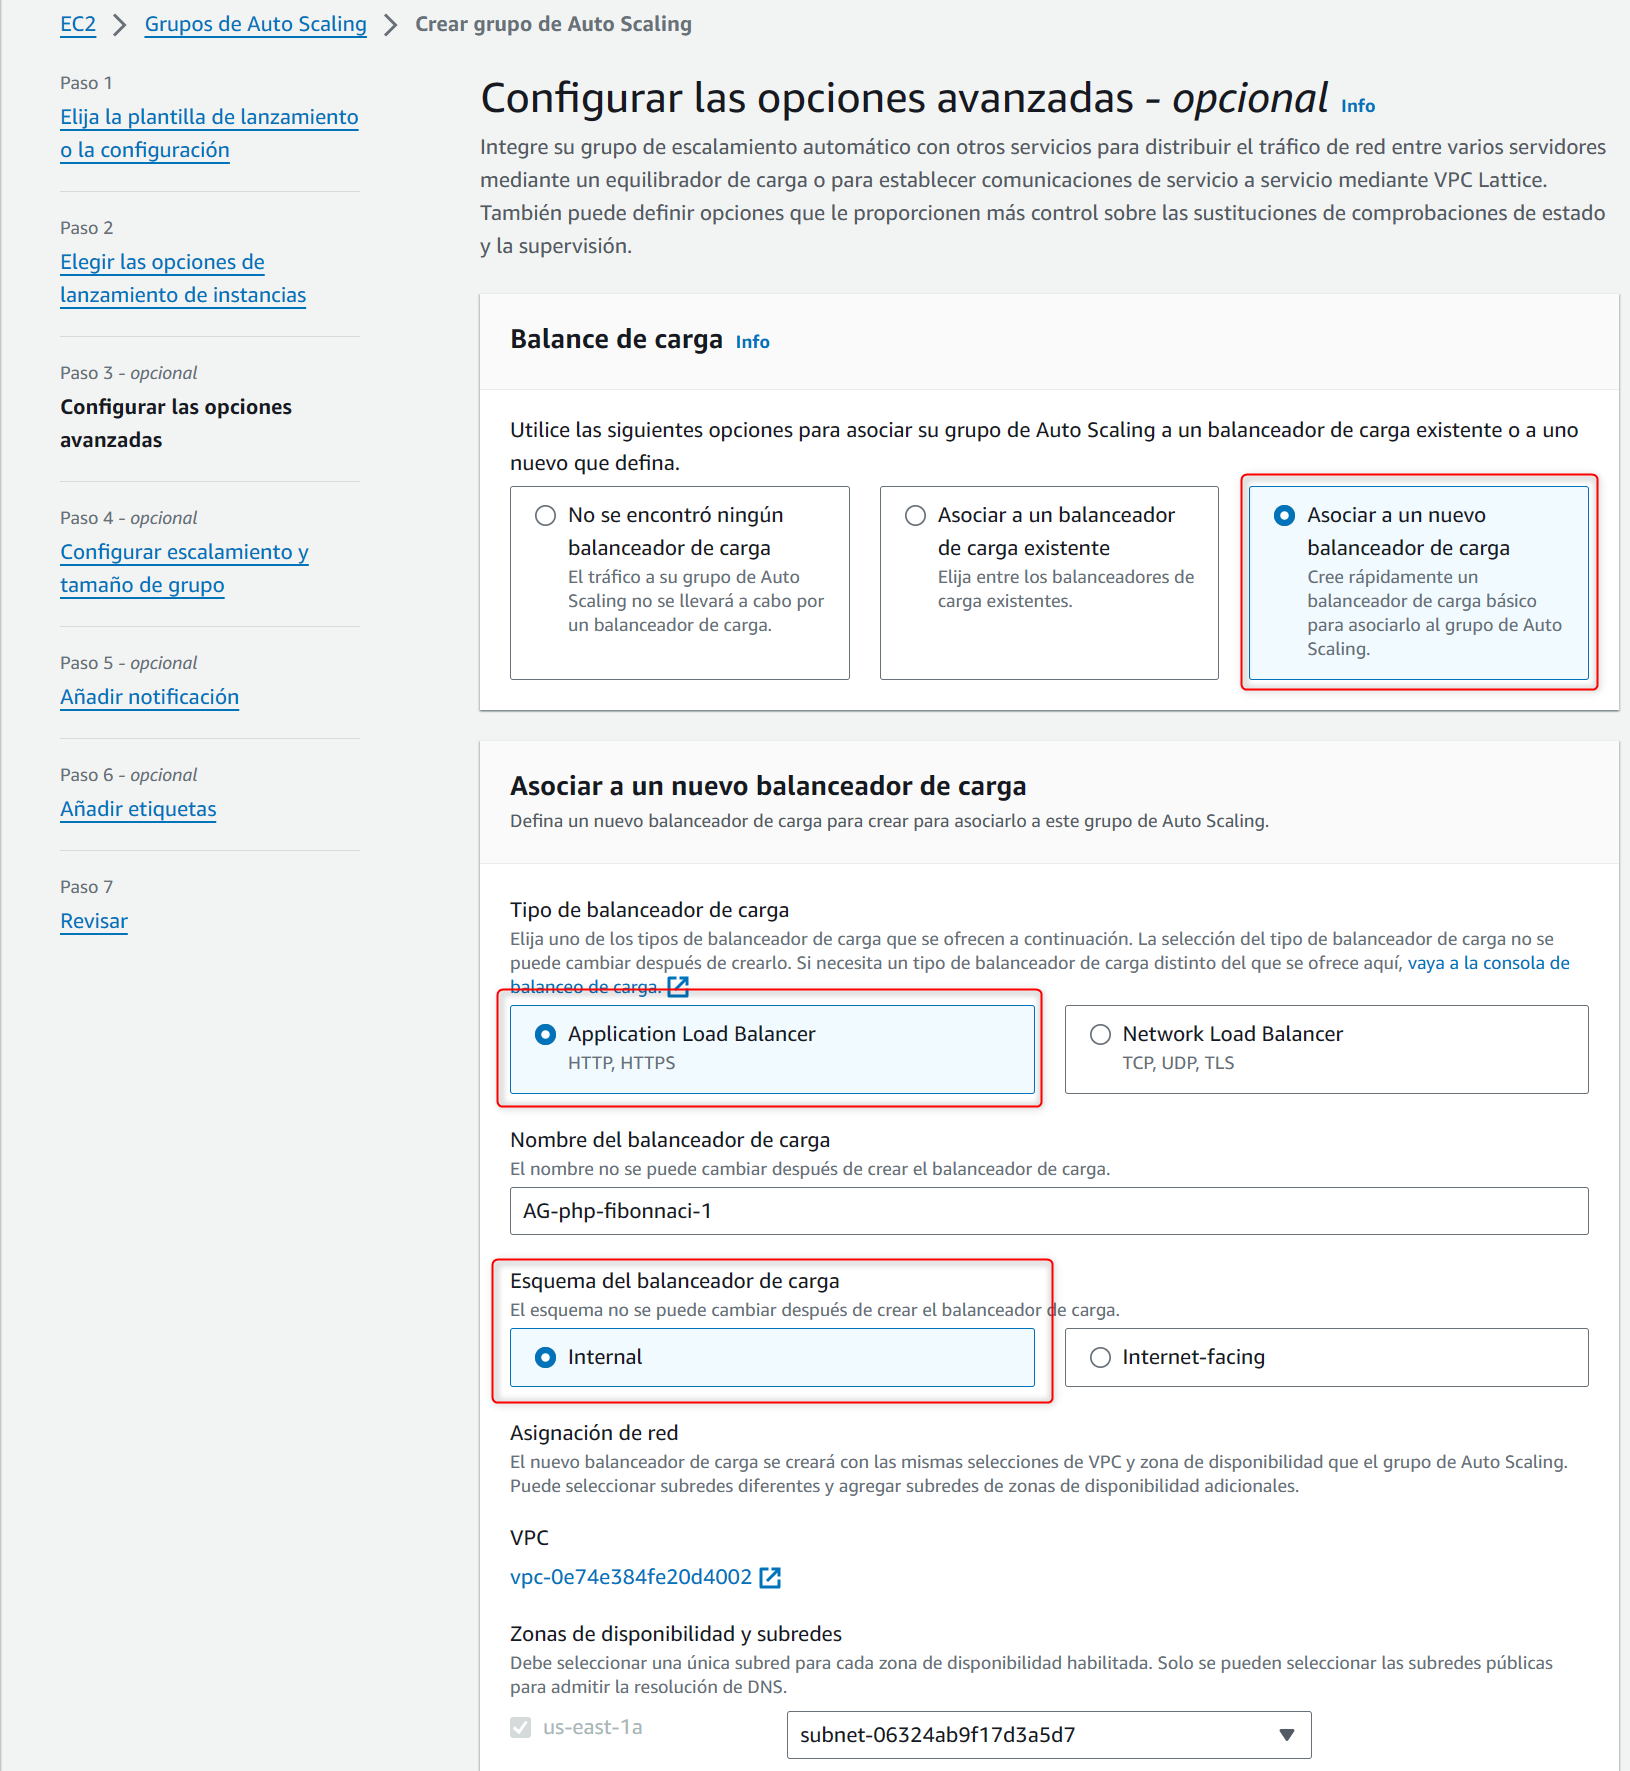 EC2 > Grupos de Auto Scaling > Crear grupo de Auto Scaling
Paso 1
Elija la plantilla de lanzamiento
o la configuración
Paso 2
Elegir las opciones de
lanzamiento de instancias
Paso 3 - opcional
Configurar las opciones
avanzadas
Paso 4 - opcional
Configurar escalamiento y
tamaño de grupo
Paso 5 - opcional
Añadir notificación
Paso 6 - opcional
Añadir etiquetas
Paso 7
Revisar
Configurar las opciones avanzadas - opcional Info
Integre su grupo de escalamiento automático con otros servicios para distribuir el tráfico de red entre varios servidores
mediante un equilibrador de carga o para establecer comunicaciones de servicio a servicio mediante VPC Lattice.
También puede definir opciones que le proporcionen más control sobre las sustituciones de comprobaciones de estado
y la supervisión.
Balance de carga Info
Utilice las siguientes opciones para asociar su grupo de Auto Scaling a un balanceador de carga existente o a uno
nuevo que defina.
No se encontró ningún
balanceador de carga
El tráfico a su grupo de Auto
Scaling no se llevará a cabo por
un balanceador de carga.
Asociar a un balanceador
de carga existente
Elija entre los balanceadores de
carga existentes.
Asociar a un nuevo
balanceador de carga
Cree rápidamente un
balanceador de carga básico
para asociarlo al grupo de Auto
Scaling.
Asociar a un nuevo balanceador de carga
Defina un nuevo balanceador de carga para crear para asociarlo a este grupo de Auto Scaling.
Tipo de balanceador de carga
Elija uno de los tipos de balanceador de carga que se ofrecen a continuación. La selección del tipo de balanceador de carga no se
puede cambiar después de crearlo. Si necesita un tipo de balanceador de carga distinto del que se ofrece aquí, vaya a la consola de
balanceo de carga.
Application Load Balancer
HTTP, HTTPS
Network Load Balancer
TCP, UDP, TLS
Nombre del balanceador de carga
El nombre no se puede cambiar después de crear el balanceador de carga.
AG-php-fibonnaci-1
Esquema del balanceador de carga
El esquema no se puede cambiar después de crear el balanceador de carga.
Internal
Internet-facing
Asignación de red
El nuevo balanceador de carga se creará con las mismas selecciones de VPC y zona de disponibilidad que el grupo de Auto Scaling.
Puede seleccionar subredes diferentes y agregar subredes de zonas de disponibilidad adicionales.
VPC
vpc-0e74e384fe20d4002
Zonas de disponibilidad y subredes
Debe seleccionar una única subred para cada zona de disponibilidad habilitada. Solo se pueden seleccionar las subredes públicas
para admitir la resolución de DNS.
us-east-1a
subnet-06324ab9f17d3a5d7